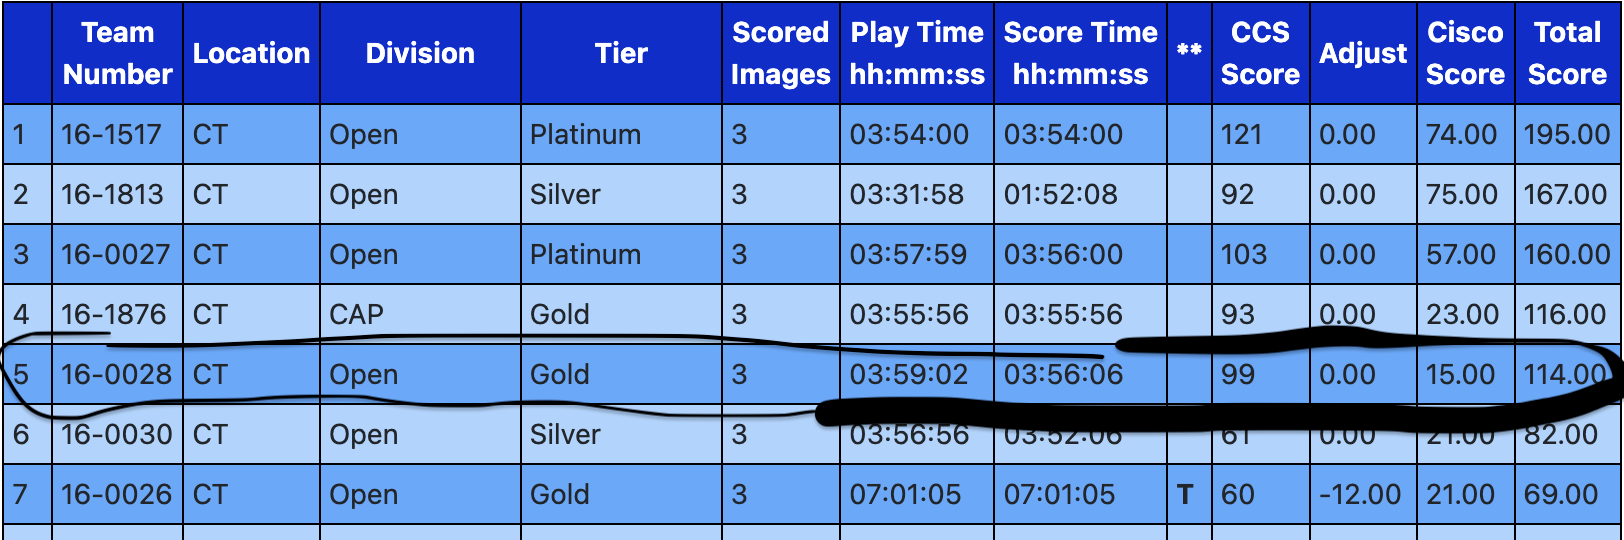 Team Number Location Division Tier Scored Images Play Time hh:mm:ss Score Time hh:mm:ss ** CCS Score Adjust Cisco Score Total Score
1 16-1517 CT Open Platinum 3 03:54:00 03:54:00 121 0.00 74.00 195.00
2 16-1813 CT Open Silver 3 03:31:58 01:52:08 92 0.00 75.00 167.00
3 16-0027 CT Open Platinum 3 03:57:59 03:56:00 103 0.00 57.00 160.00
4 16-1876 CT CAP Gold 3 03:55:56 03:55:56 93 0.00 23.00 116.00
5 16-0028 CT Open Gold 3 03:59:02 03:56:06 99 0.00 15.00 114.00
6 16-0030 CT Open Silver 3 03:56:56 03:52:06 61 0.00 21.00 82.00
7 16-0026 CT Open Gold 3 07:01:05 07:01:05 T 60 -12.00 21.00 69.00